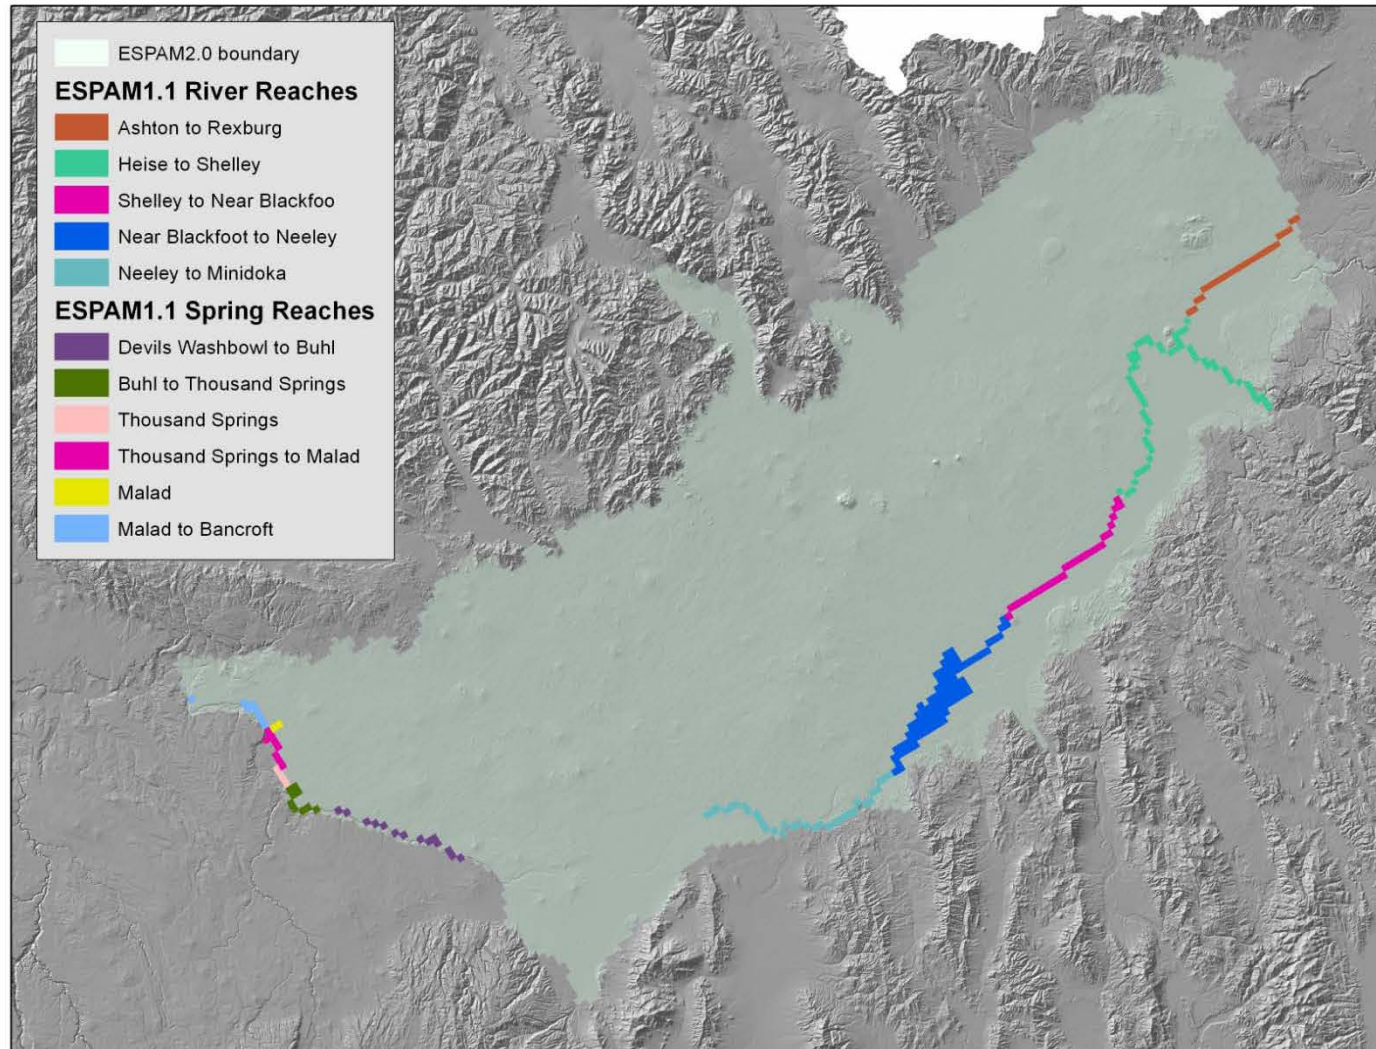 ESPAM2.0 boundary
ESPAM1.1 River Reaches
Ashton to Rexburg
Heise to Shelley
Shelley to Near Blackfoo
Near Blackfoot to Neeley
Neeley to Minidoka
ESPAM1.1 Spring Reaches
Devils Washbowl to Buhl
Buhl to Thousand Springs
Thousand Springs
Thousand Springs to Malad
Malad
Malad to Bancroft